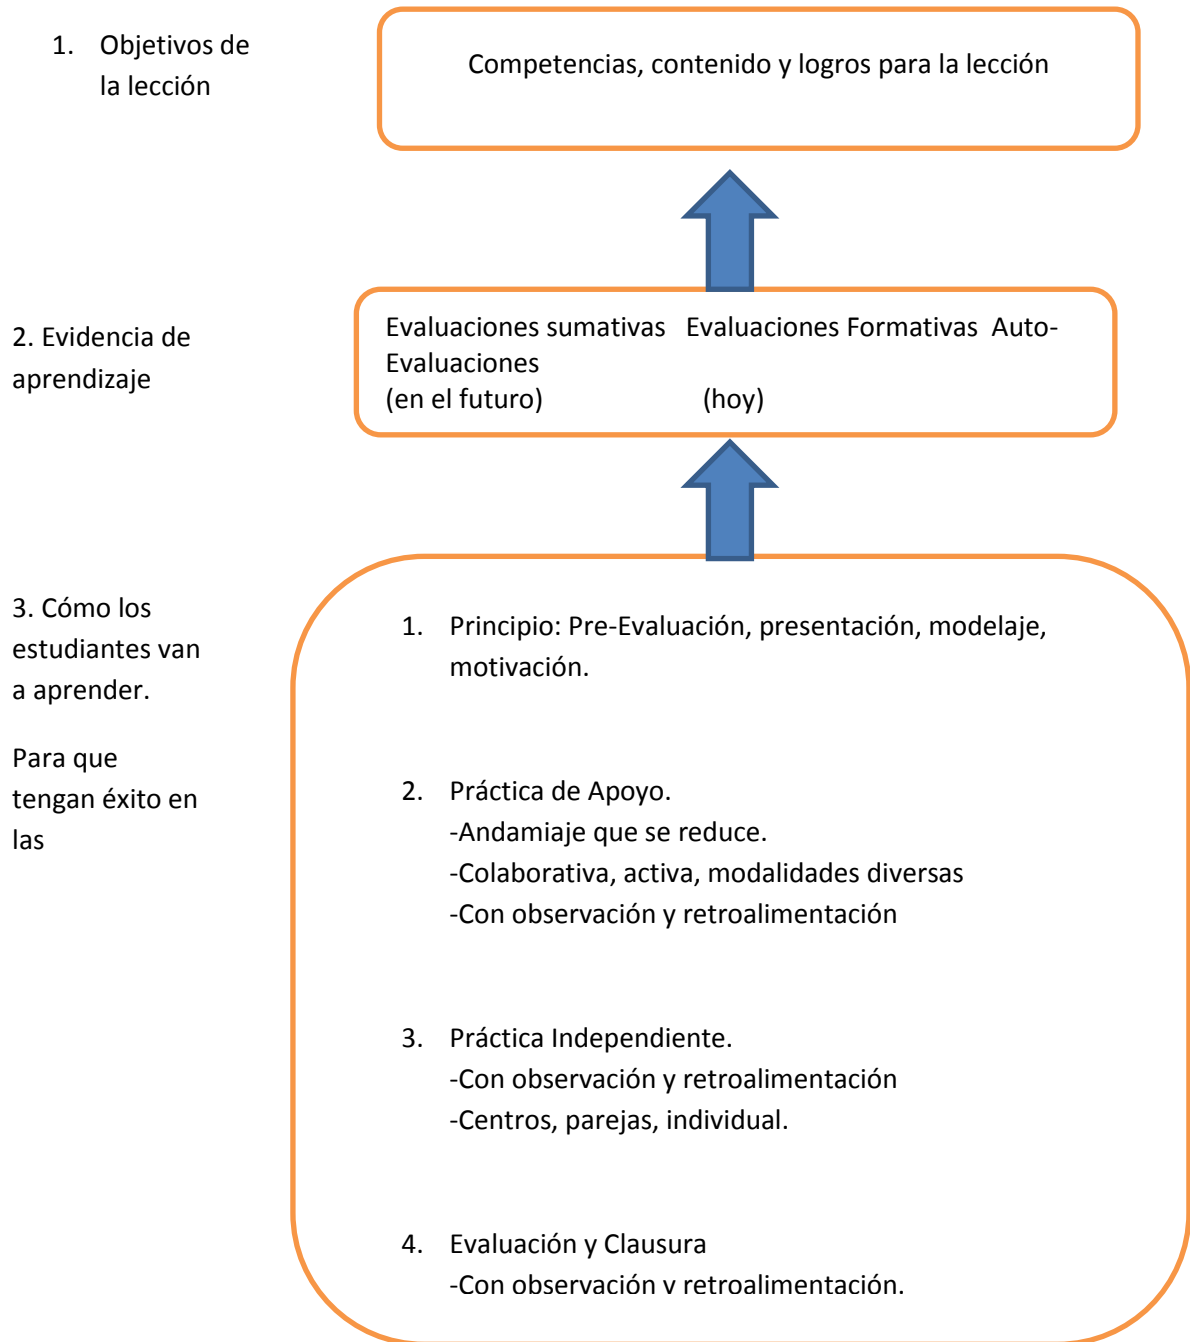 1. Objetivos de
la lección
Competencias, contenido y logros para la lección
2. Evidencia de
aprendizaje
Evaluaciones sumativas Evaluaciones Formativas Auto-
Evaluaciones
(en el futuro) (hoy)
3. Cómo los
estudiantes van
a aprender.
Para que
tengan éxito en
las
1. Principio: Pre-Evaluación, presentación, modelaje,
motivación.
2. Práctica de Apoyo.
-Andamiaje que se reduce.
-Colaborativa, activa, modalidades diversas
-Con observación y retroalimentación
3. Práctica Independiente.
-Con observación y retroalimentación
-Centros, parejas, individual.
4. Evaluación y Clausura
-Con observación y retroalimentación.